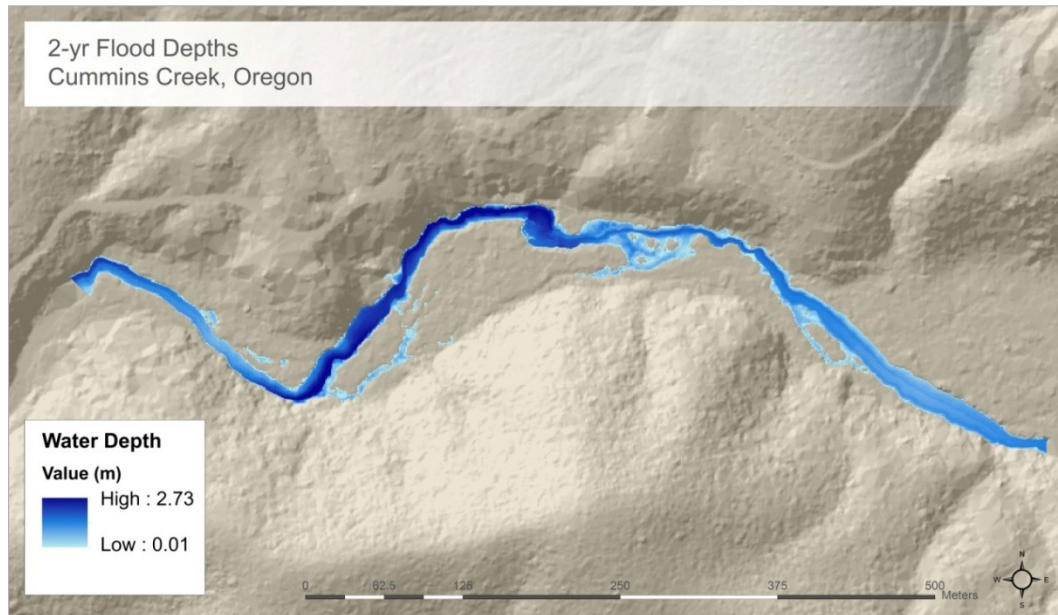 2-yr Flood Depths
Cummins Creek, Oregon
Water Depth
Value (m)
High : 2.73
Low : 0.01
0 62.5 125 250 375 500
Meters
N
W E
S